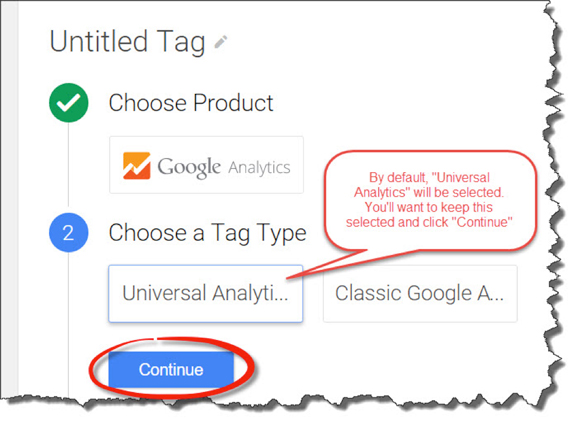 Untitled Tag
Choose Product
Google Analytics
By default, "Universal
Analytics" will be selected.
You'll want to keep this
selected and click "Continue"
2 Choose a Tag Type
Universal Analyti...
Classic Google A...
Continue